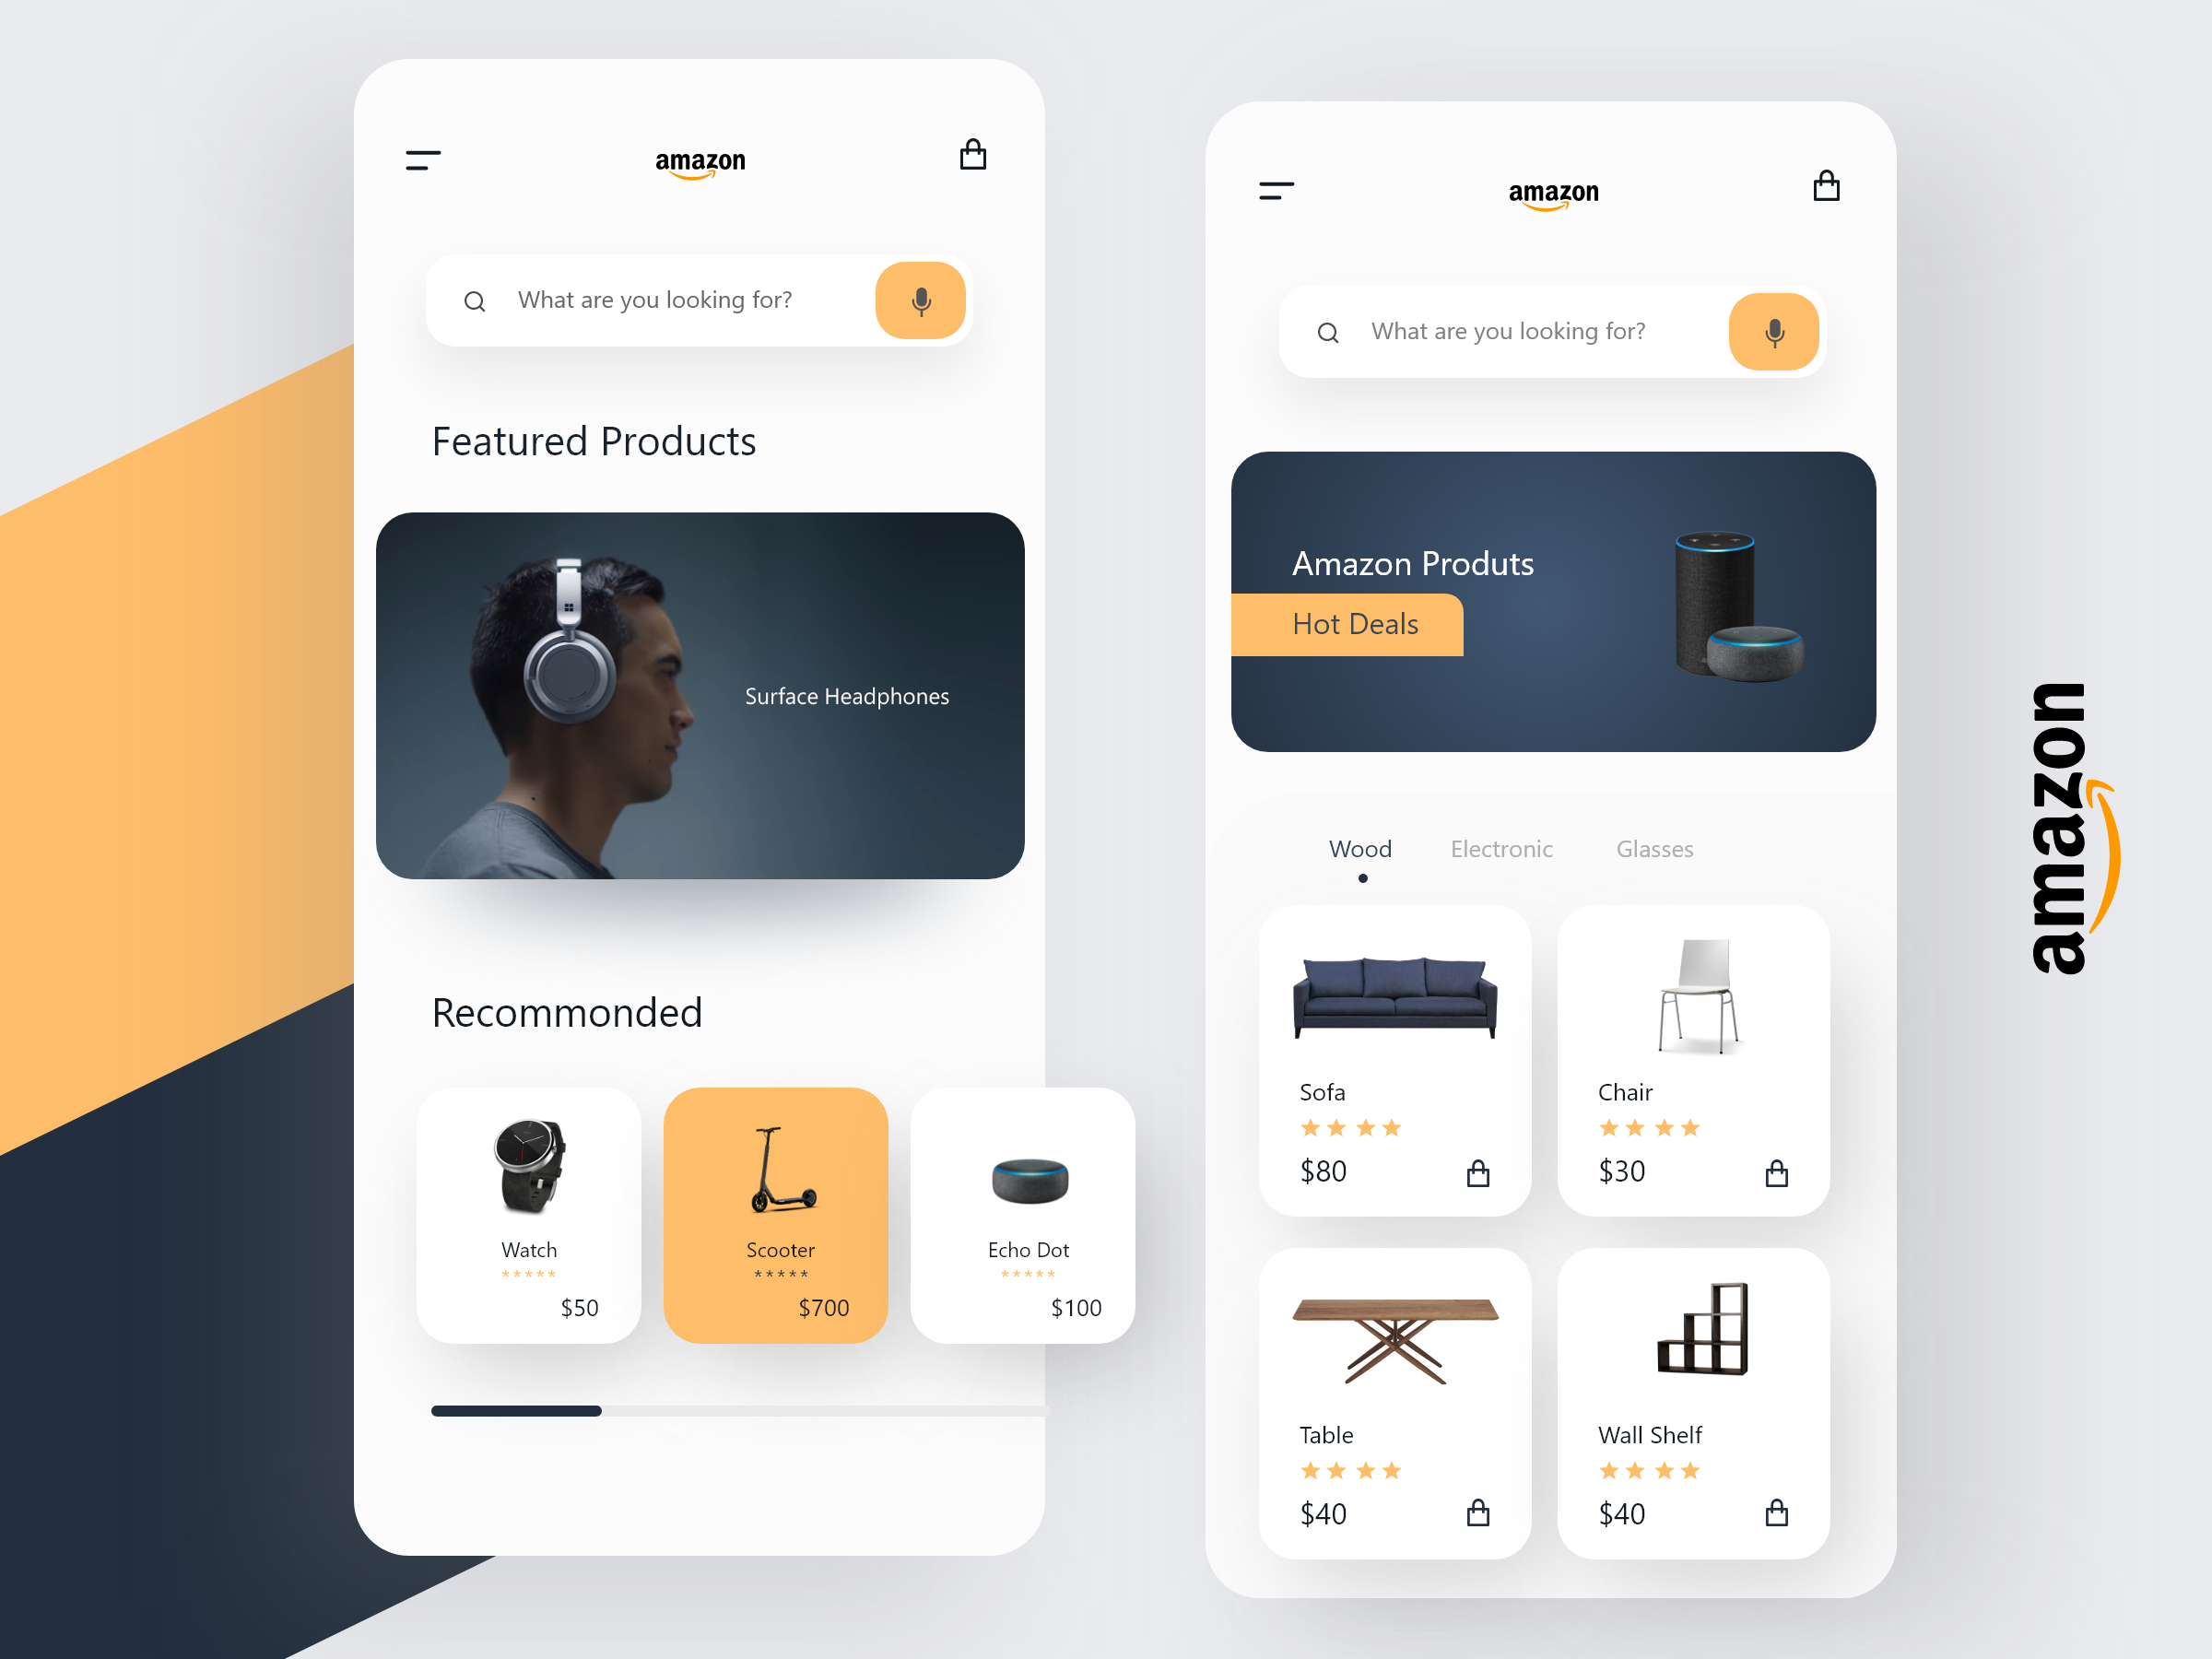 amazon
What are you looking for?
Featured Products
Surface Headphones
Recommonded
Watch
*****
$50
Scooter
*****
$700
Echo Dot
*****
$100
amazon
What are you looking for?
Amazon Produts
Hot Deals
Wood Electronic Glasses
Sofa
$80
Chair
$30
Table
$40
Wall Shelf
$40
amazon